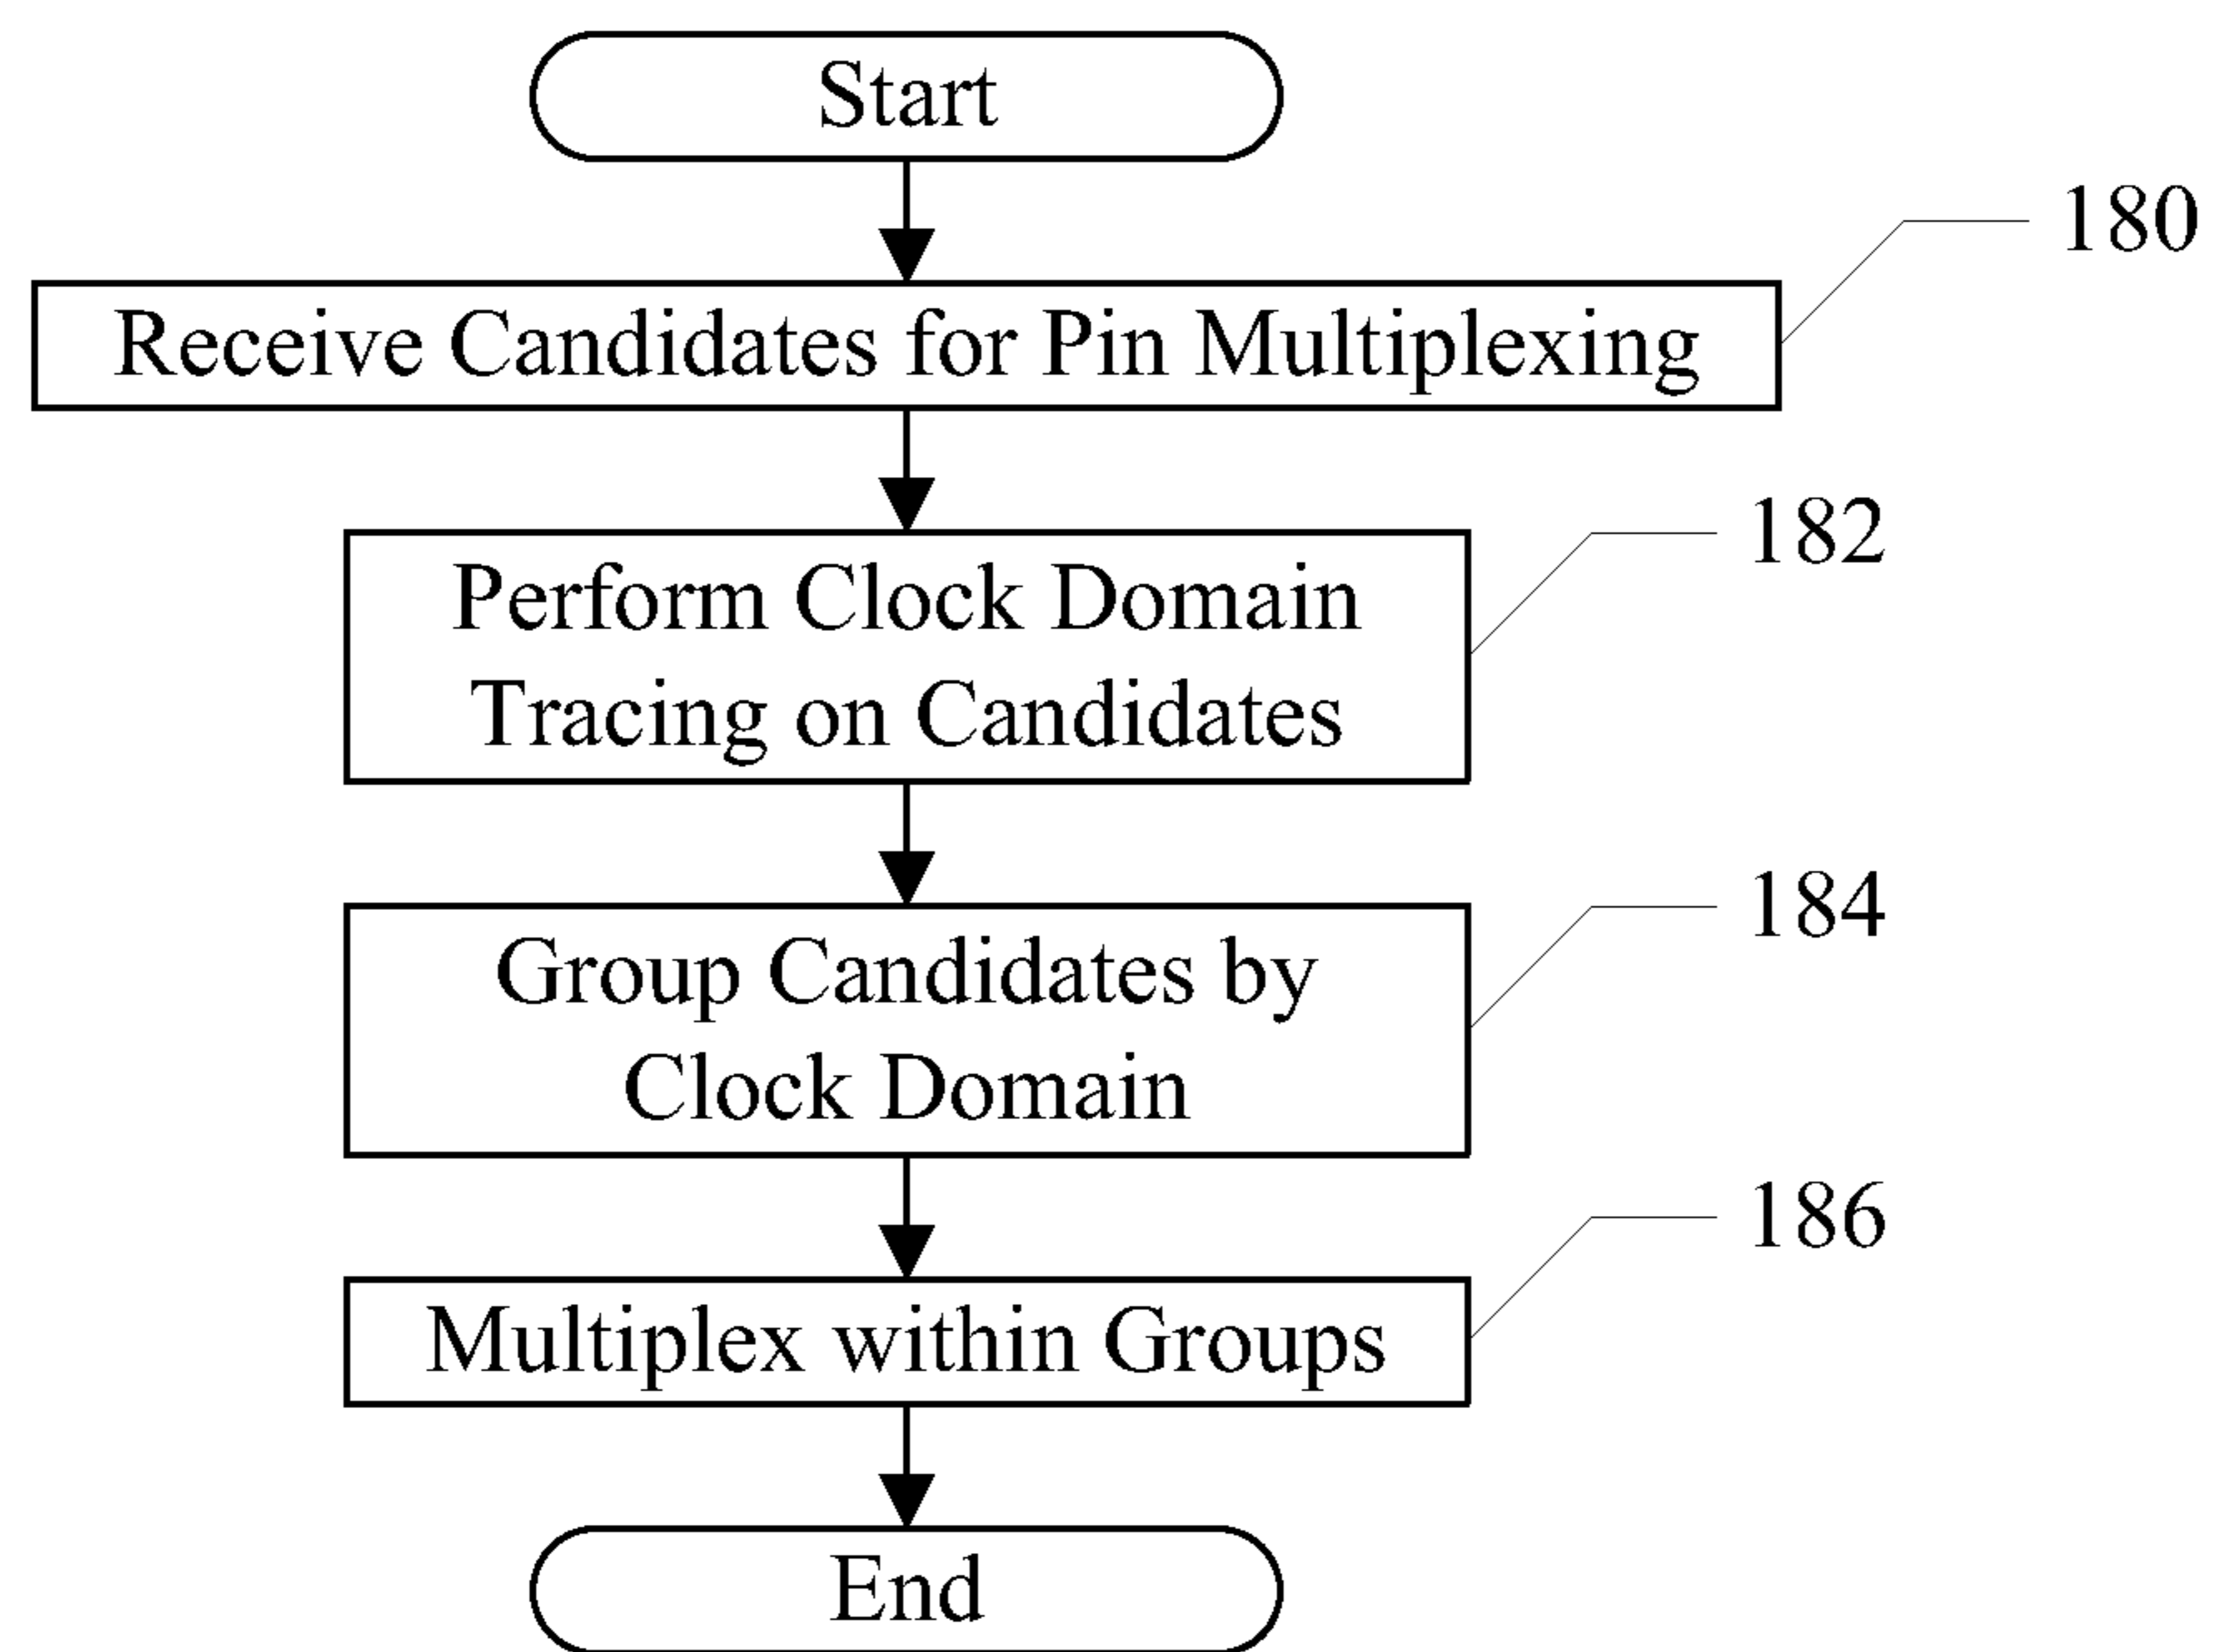 Start
180
Receive Candidates for Pin Multiplexing
182
Perform Clock Domain
Tracing on Candidates
184
Group Candidates by
Clock Domain
186
Multiplex within Groups
End